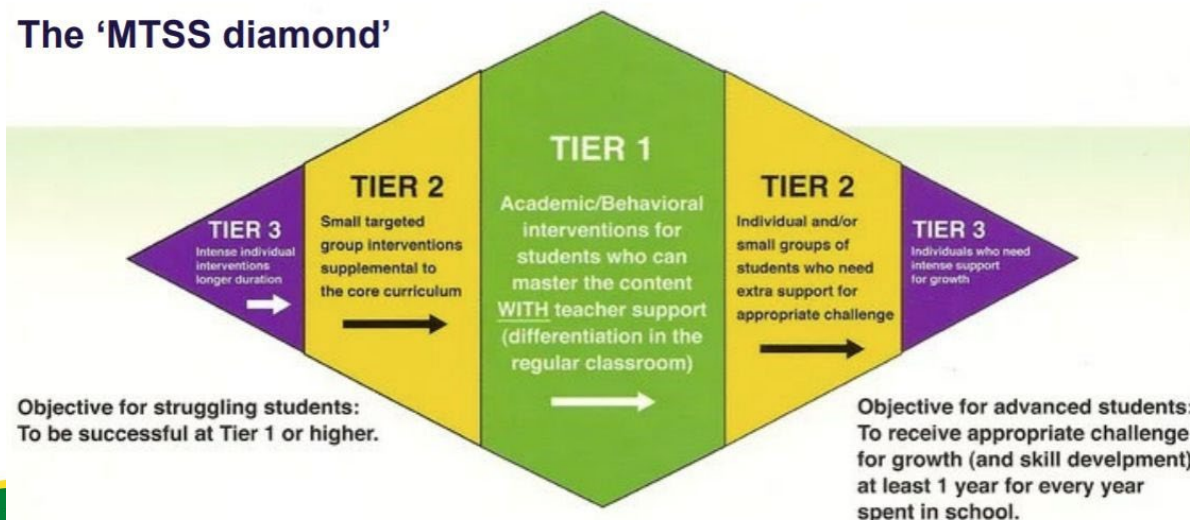 The ‘MTSS diamond’
TIER 3
Intense individual
interventions
longer duration
TIER 2
Small targeted
group interventions
supplemental to
the core curriculum
TIER 1
Academic/Behavioral
interventions for
students who can
master the content
WITH teacher support
(differentiation in the
regular classroom)
TIER 2
Individual and/or
small groups of
students who need
extra support for
appropriate challenge
TIER 3
Individuals who need
intense support
for growth
Objective for struggling students:
To be successful at Tier 1 or higher.
Objective for advanced students:
To receive appropriate challenge
for growth (and skill develpment)
at least 1 year for every year
spent in school.